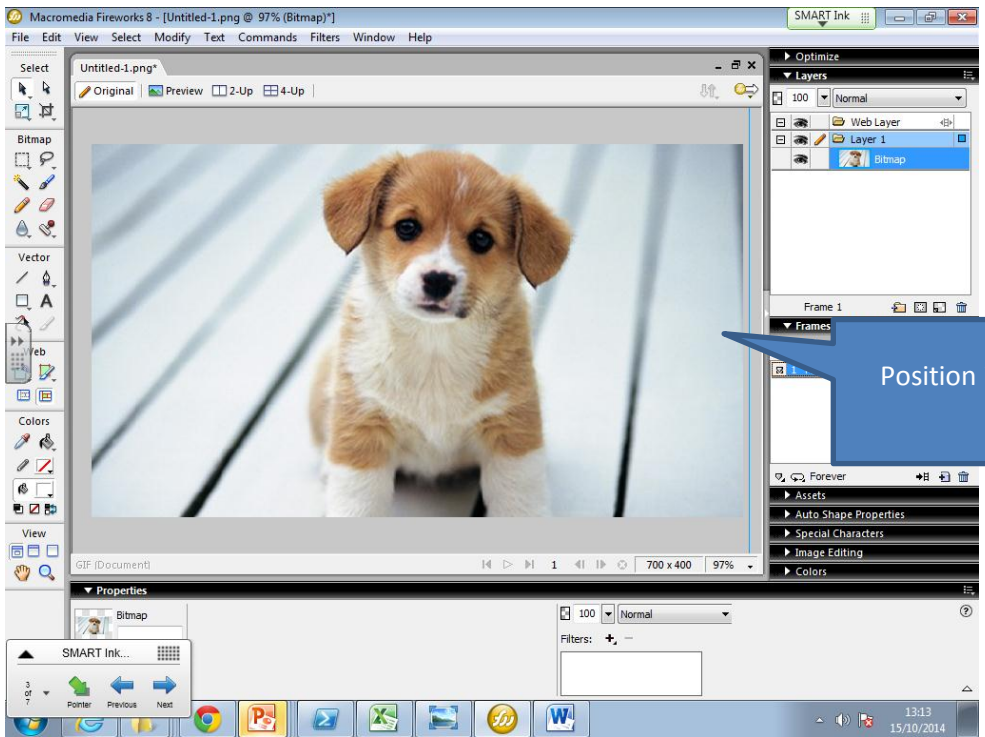 Macromedia Fireworks 8 - [Untitled-1.png @ 97% (Bitmap)*]
SMART Ink
File Edit View Select Modify Text Commands Filters Window Help
Select
Bitmap
Vector
Web
Colors
View
Untitled-1.png*
Original Preview 2-Up 4-Up
GIF (Document)
1 700 x 400 97%
Optimize
Layers
100 Normal
Web Layer
Layer 1
Bitmap
Frame 1
Frames
1
Position
Forever
Assets
Auto Shape Properties
Special Characters
Image Editing
Colors
Properties
Bitmap
100 Normal
Filters:
SMART Ink...
3
of
7
Pointer Previous Next
13:13
15/10/2014